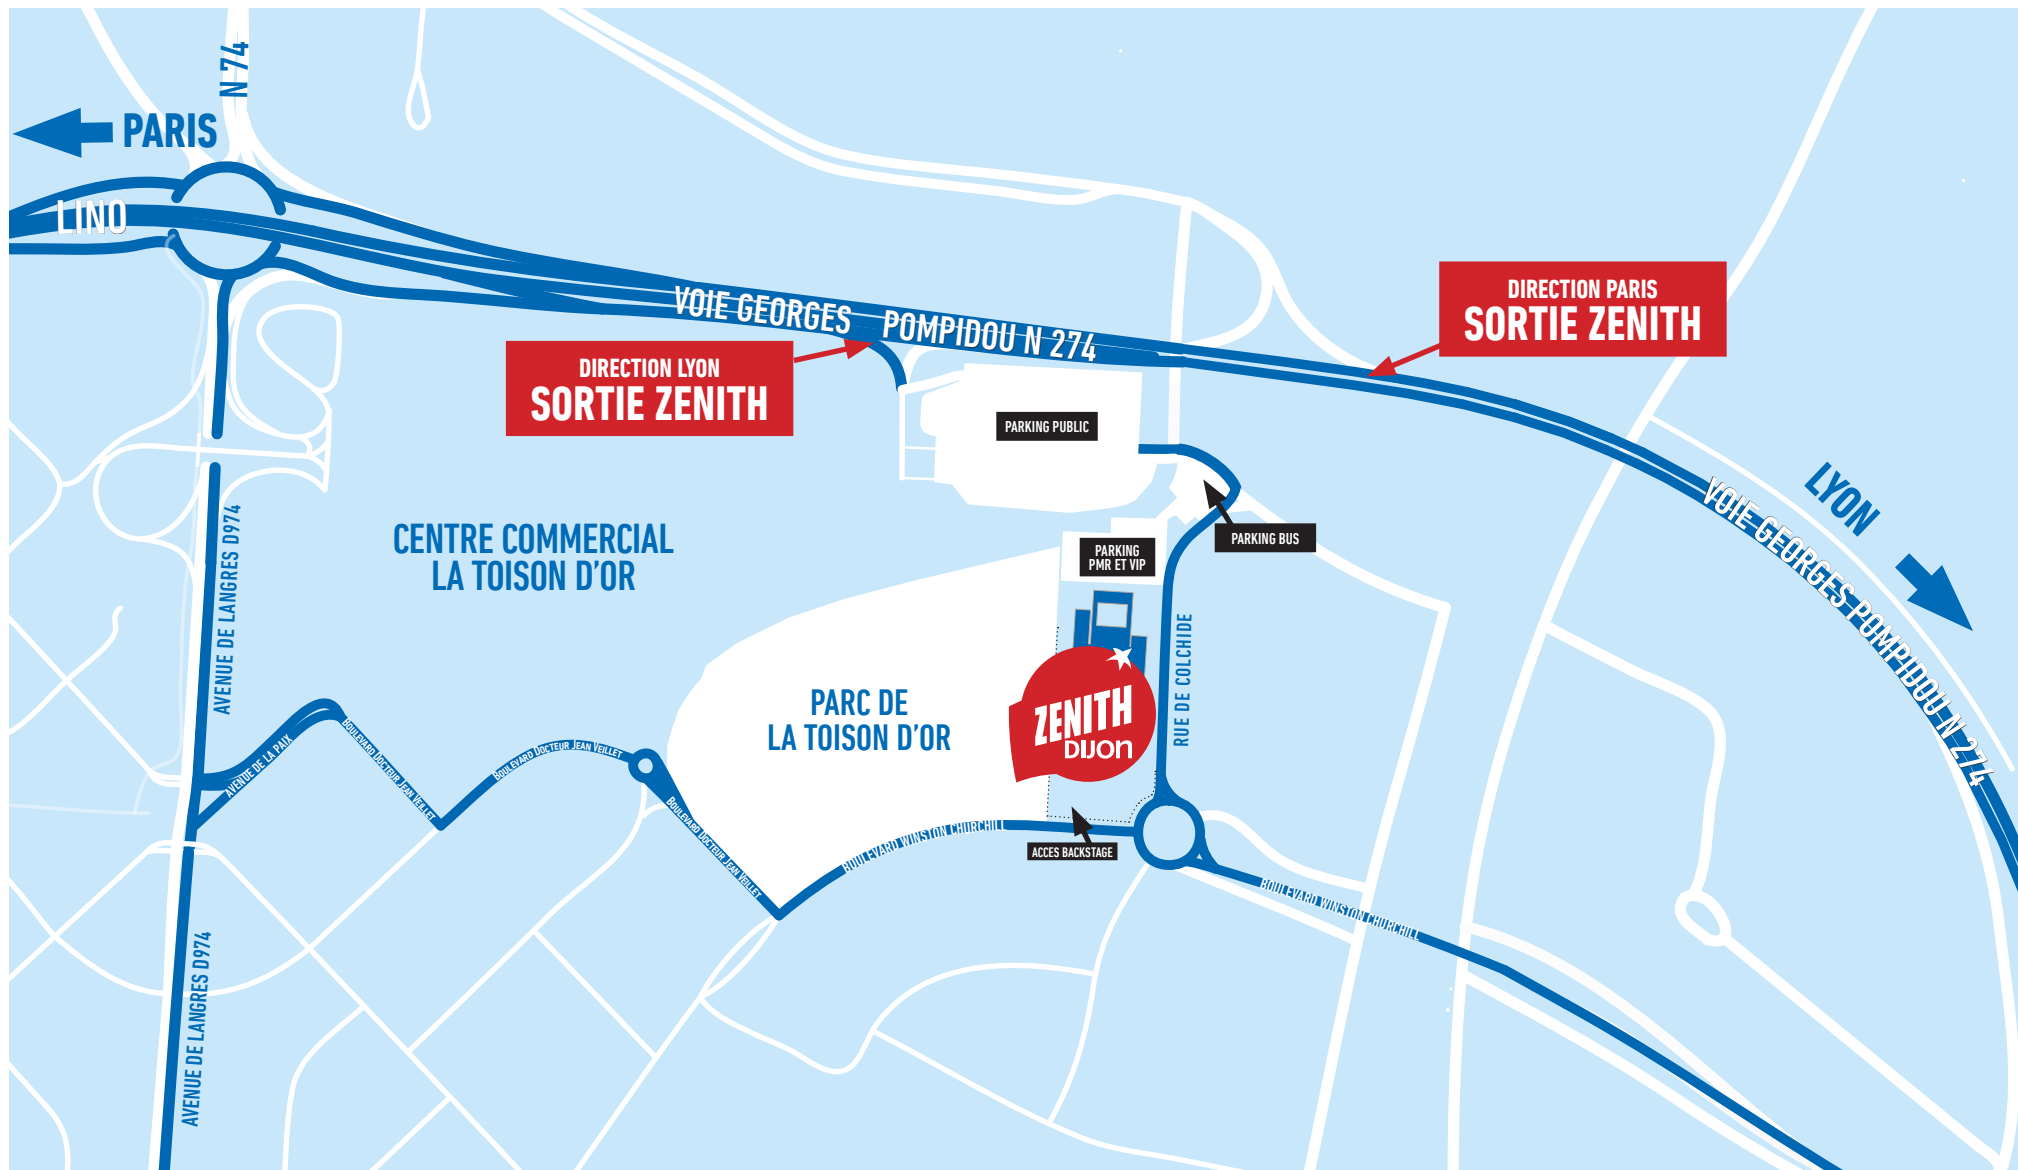 N 74
PARIS
LINO
VOIE GEORGES POMPIDOU N 274
DIRECTION PARIS
SORTIE ZENITH
DIRECTION LYON
SORTIE ZENITH
PARKING PUBLIC
LYON
VOIE GEORGES POMPIDOU N 274
PARKING BUS
PARKING
PMR ET VIP
CENTRE COMMERCIAL
LA TOISON D'OR
AVENUE DE LANGRES D974
RUE DE COLCHIDE
PARC DE
LA TOISON D'OR
ZENITH
DIJON
AVENUE DE LA PAIX
BOULEVARD DOCTEUR JEAN VEILLET
BOULEVARD DOCTEUR JEAN VEILLET
BOULEVARD DOCTEUR JEAN VEILLET
BOULEVARD WINSTON CHURCHILL
ACCES BACKSTAGE
BOULEVARD WINSTON CHURCHILL
AVENUE DE LANGRES D974